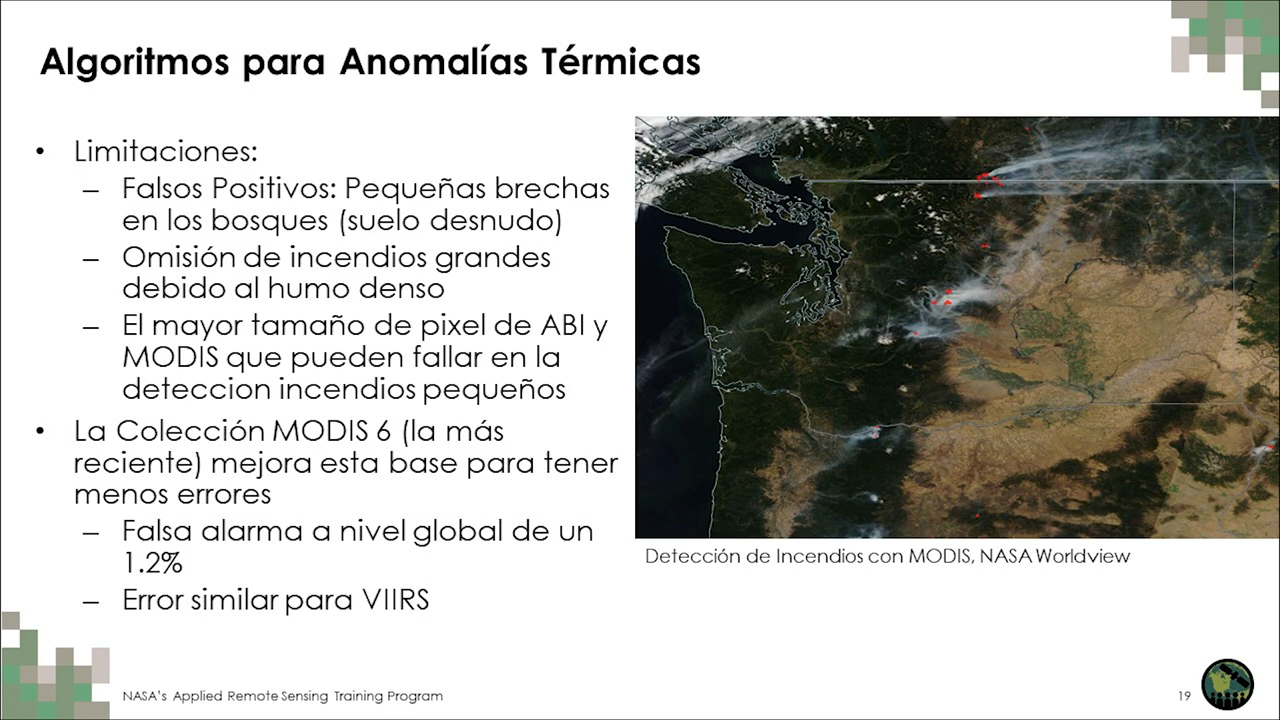 Algoritmos para Anomalías Térmicas
• Limitaciones:
– Falsos Positivos: Pequeñas brechas
en los bosques (suelo desnudo)
– Omisión de incendios grandes
debido al humo denso
– El mayor tamaño de pixel de ABI y
MODIS que pueden fallar en la
deteccion incendios pequeños
• La Colección MODIS 6 (la más
reciente) mejora esta base para tener
menos errores
– Falsa alarma a nivel global de un
1.2%
– Error similar para VIIRS
Detección de Incendios con MODIS, NASA Worldview
NASA's Applied Remote Sensing Training Program
19